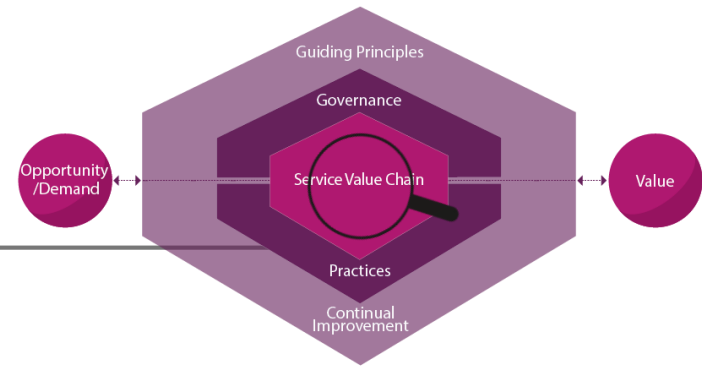 Guiding Principles
Governance
Opportunity
/Demand
Service Value Chain
Value
Practices
Continual
Improvement